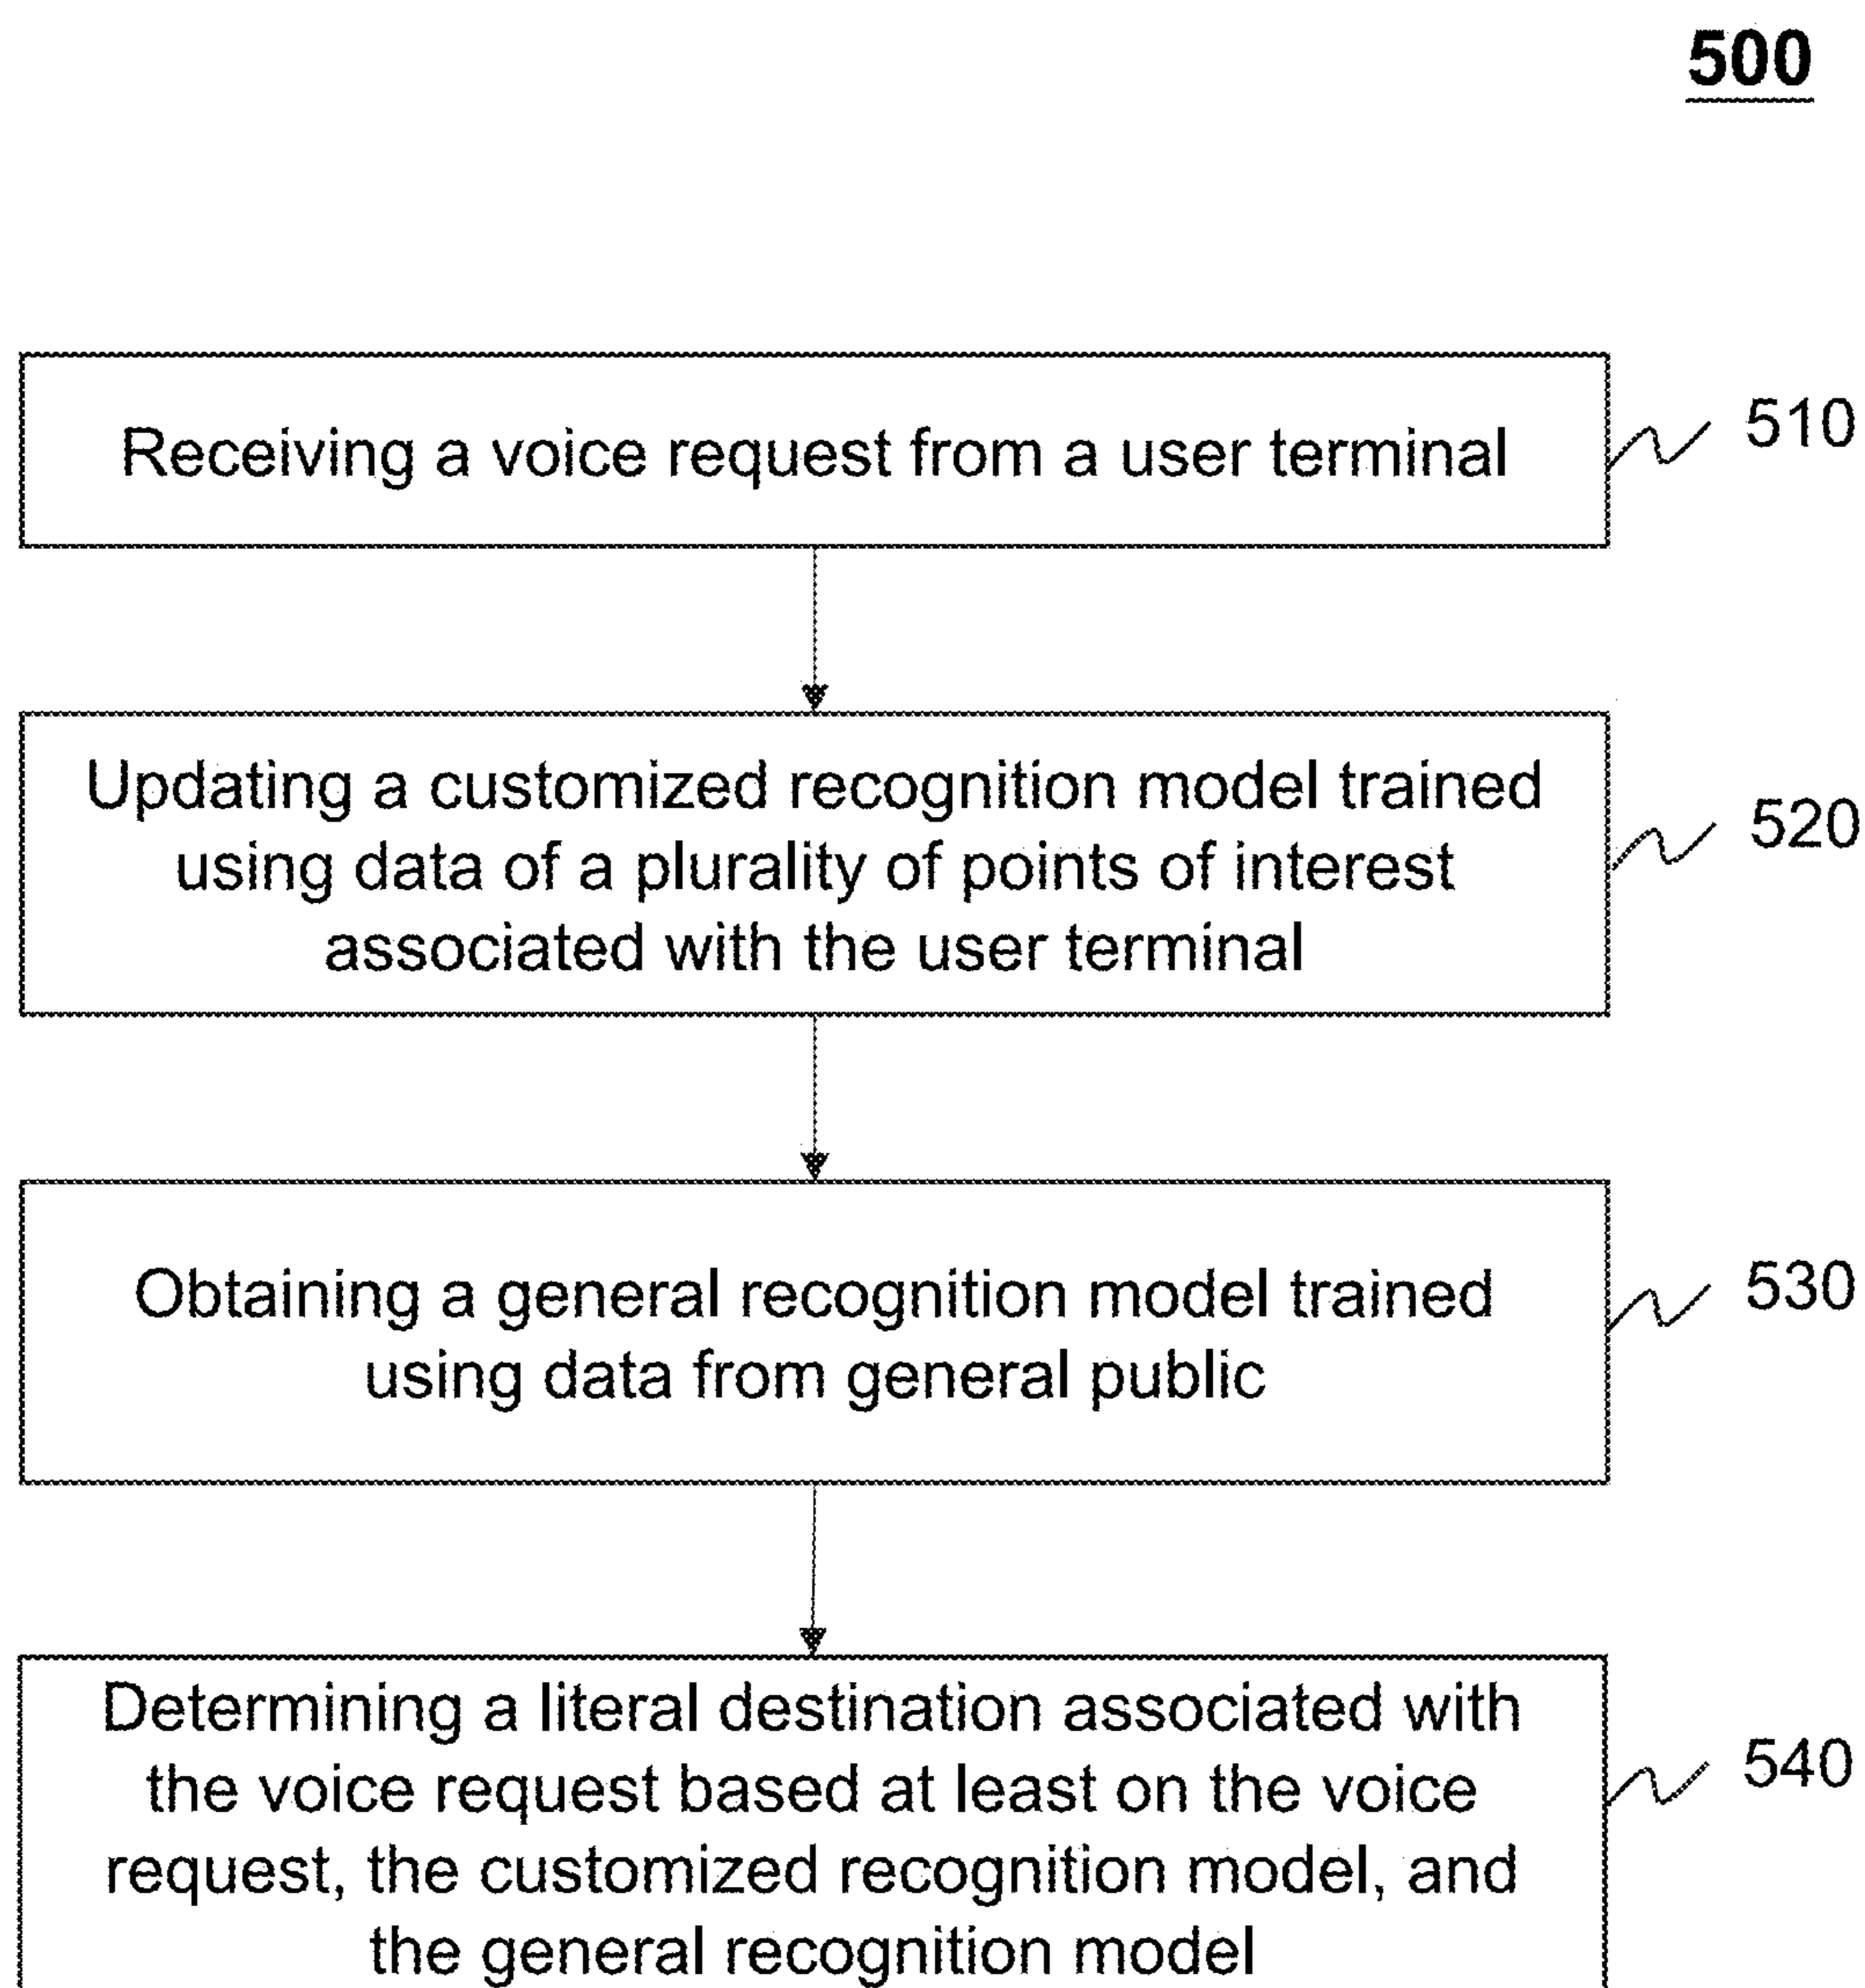 500
Receiving a voice request from a user terminal
510
Updating a customized recognition model trained
using data of a plurality of points of interest
associated with the user terminal
520
Obtaining a general recognition model trained
using data from general public
530
Determining a literal destination associated with
the voice request based at least on the voice
request, the customized recognition model, and
the general recognition model
540